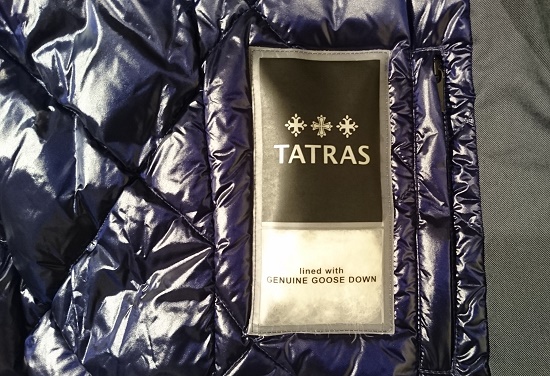 TATRAS
lined with
GENUINE GOOSE DOWN